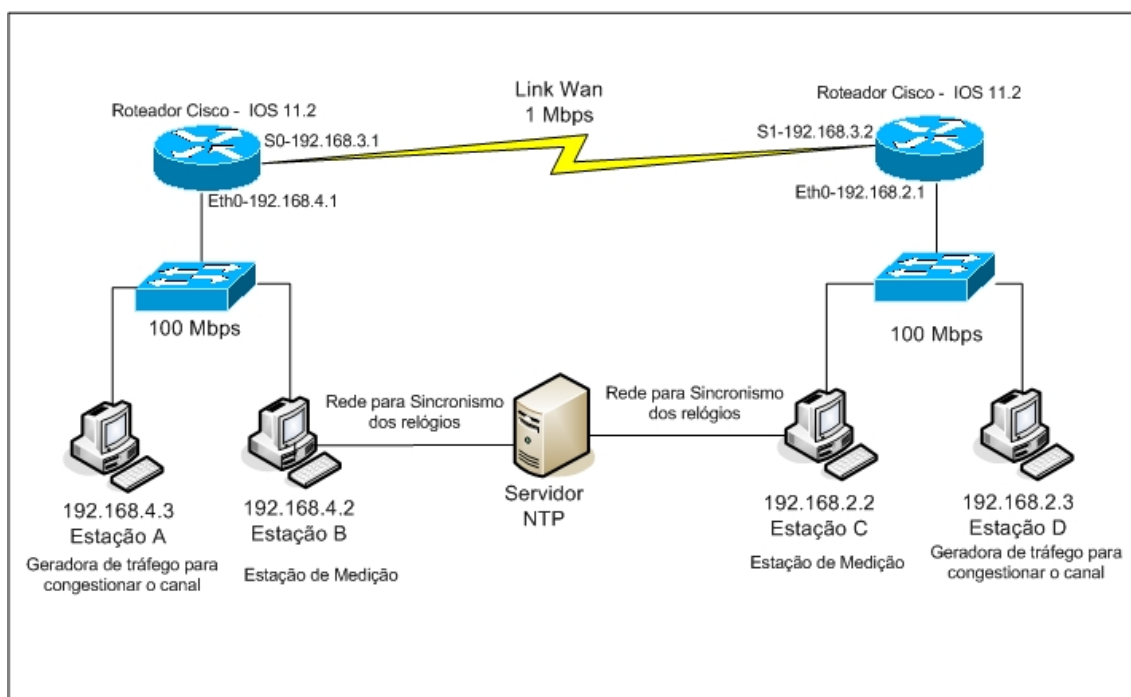 Link Wan
1 Mbps
Roteador Cisco - IOS 11.2
Roteador Cisco - IOS 11.2
S0-192.168.3.1
S1-192.168.3.2
Eth0-192.168.4.1
Eth0-192.168.2.1
100 Mbps
100 Mbps
Rede para Sincronismo
dos relógios
Rede para Sincronismo
dos relógios
192.168.4.3
Estação A
Geradora de tráfego para
congestionar o canal
192.168.4.2
Estação B
Estação de Medição
Servidor
NTP
192.168.2.2
Estação C
Estação de Medição
192.168.2.3
Estação D
Geradora de tráfego para
congestionar o canal